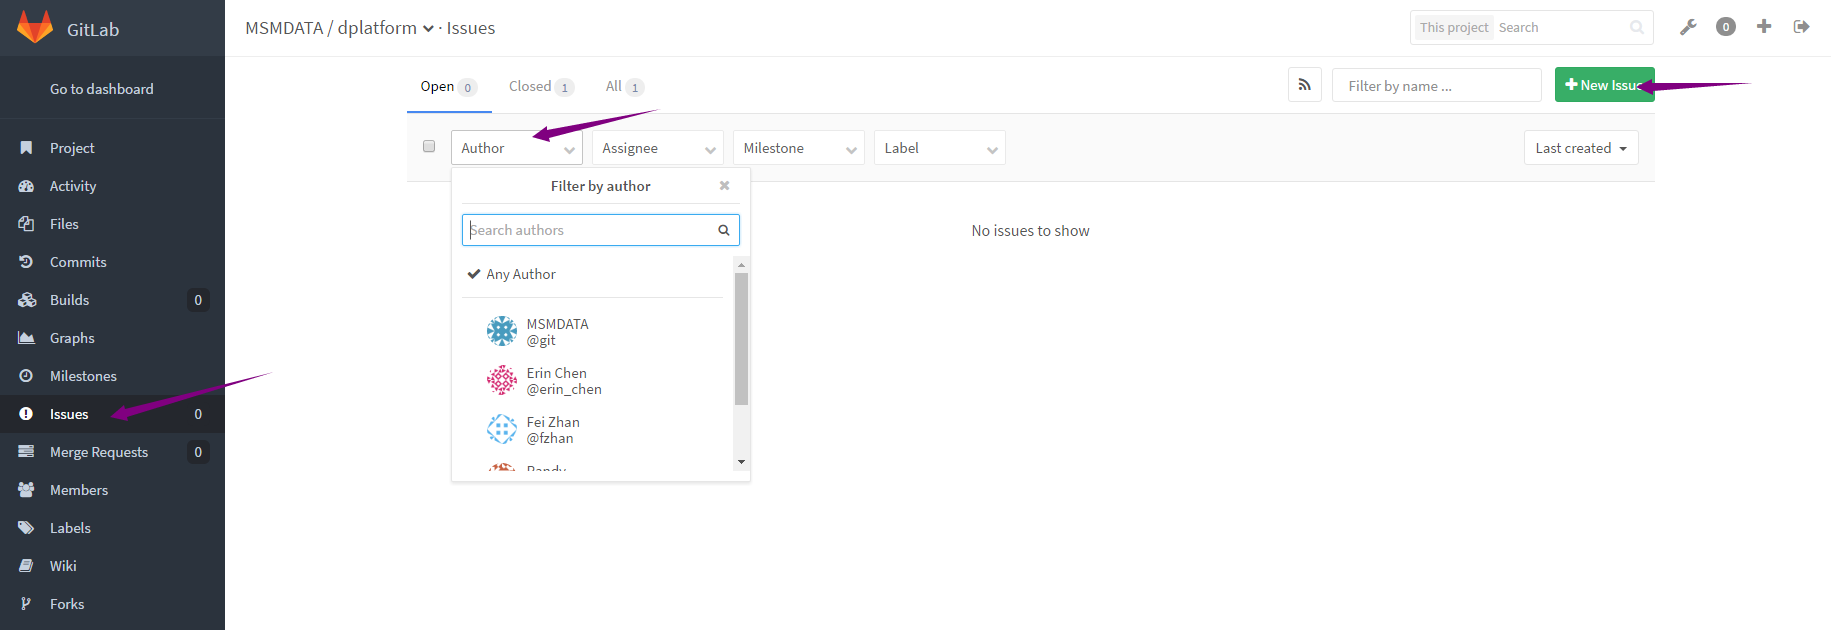 GitLab
MSMDATA / dplatform · Issues
This project Search
0
Go to dashboard
Project
Activity
Files
Commits
Builds 0
Graphs
Milestones
Issues 0
Merge Requests 0
Members
Labels
Wiki
Forks
Open 0 Closed 1 All 1
Filter by name ...
+ New Issu
Author Assignee Milestone Label
Last created
Filter by author
Search authors
Any Author
MSMDATA
@git
Erin Chen
@erin_chen
Fei Zhan
@fzhan
No issues to show